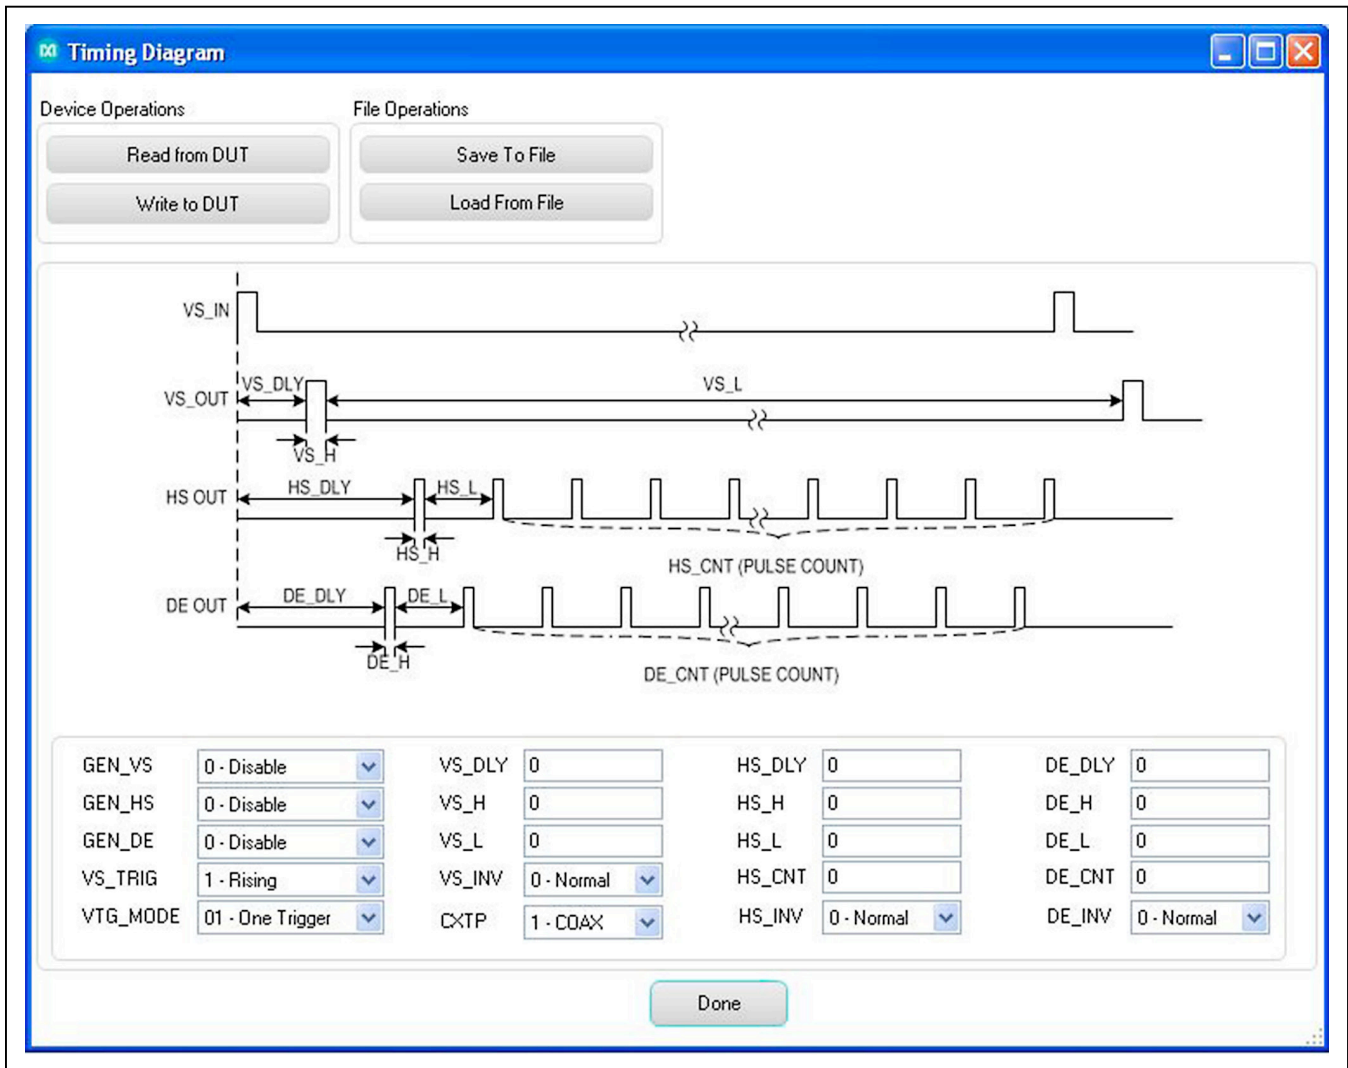 Timing Diagram
Device Operations
File Operations
Read from DUT
Save To File
Write to DUT
Load From File
VS_IN
VS_OUT
VS_DLY
VS_L
VS_H
HS OUT
HS_DLY
HS_L
HS_H
HS_CNT (PULSE COUNT)
DE OUT
DE_DLY
DE_L
DE_H
DE_CNT (PULSE COUNT)
GEN_VS 0 - Disable VS_DLY 0 HS_DLY 0 DE_DLY 0
GEN_HS 0 - Disable VS_H 0 HS_H 0 DE_H 0
GEN_DE 0 - Disable VS_L 0 HS_L 0 DE_L 0
VS_TRIG 1 - Rising VS_INV 0 - Normal HS_CNT 0 DE_CNT 0
VTG_MODE 01 - One Trigger CXTP 1 - COAX HS_INV 0 - Normal DE_INV 0 - Normal
Done